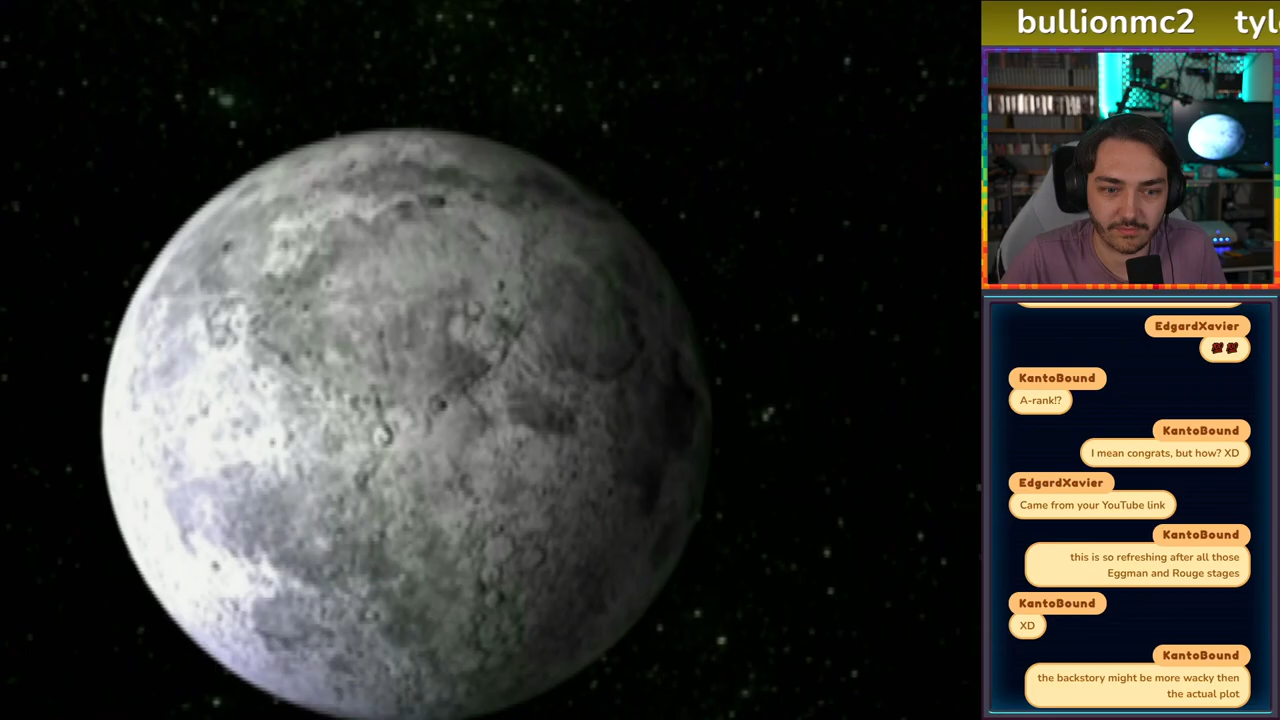 bullionmc2 tyl
EdgardXavier
KantoBound
A-rank!?
KantoBound
I mean congrats, but how? XD
EdgardXavier
Came from your YouTube link
KantoBound
this is so refreshing after all those
Eggman and Rouge stages
KantoBound
XD
KantoBound
the backstory might be more wacky then
the actual plot